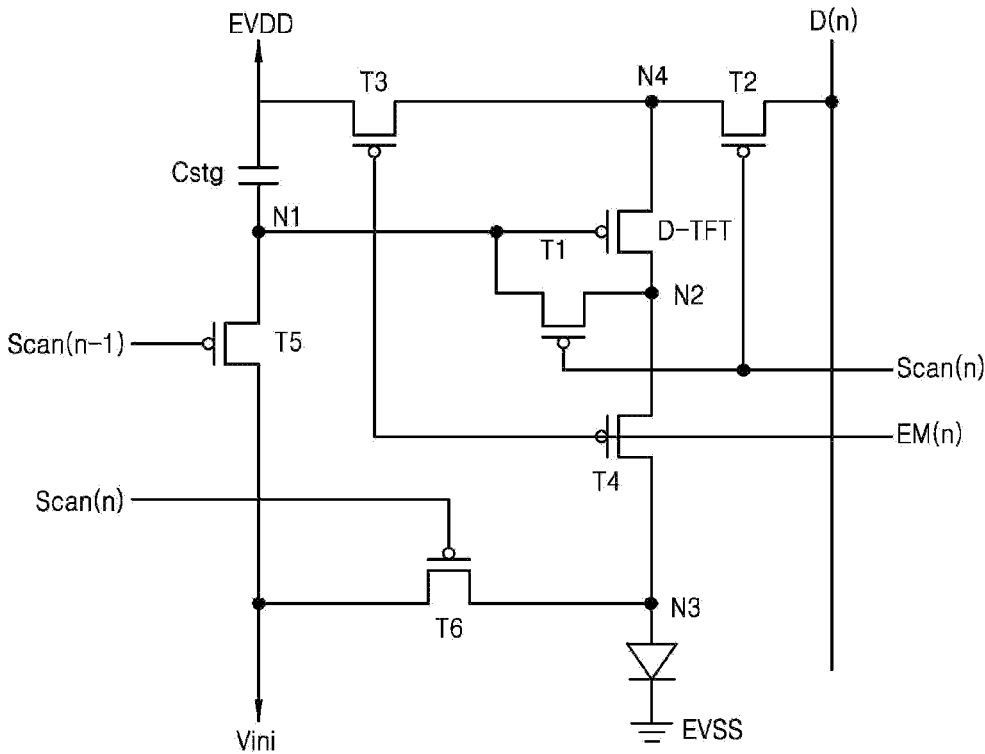 EVDD
D(n)
T3
N4
T2
Cstg
N1
T1
D-TFT
N2
Scan(n-1)
T5
Scan(n)
EM(n)
T4
Scan(n)
N3
T6
EVSS
Vini